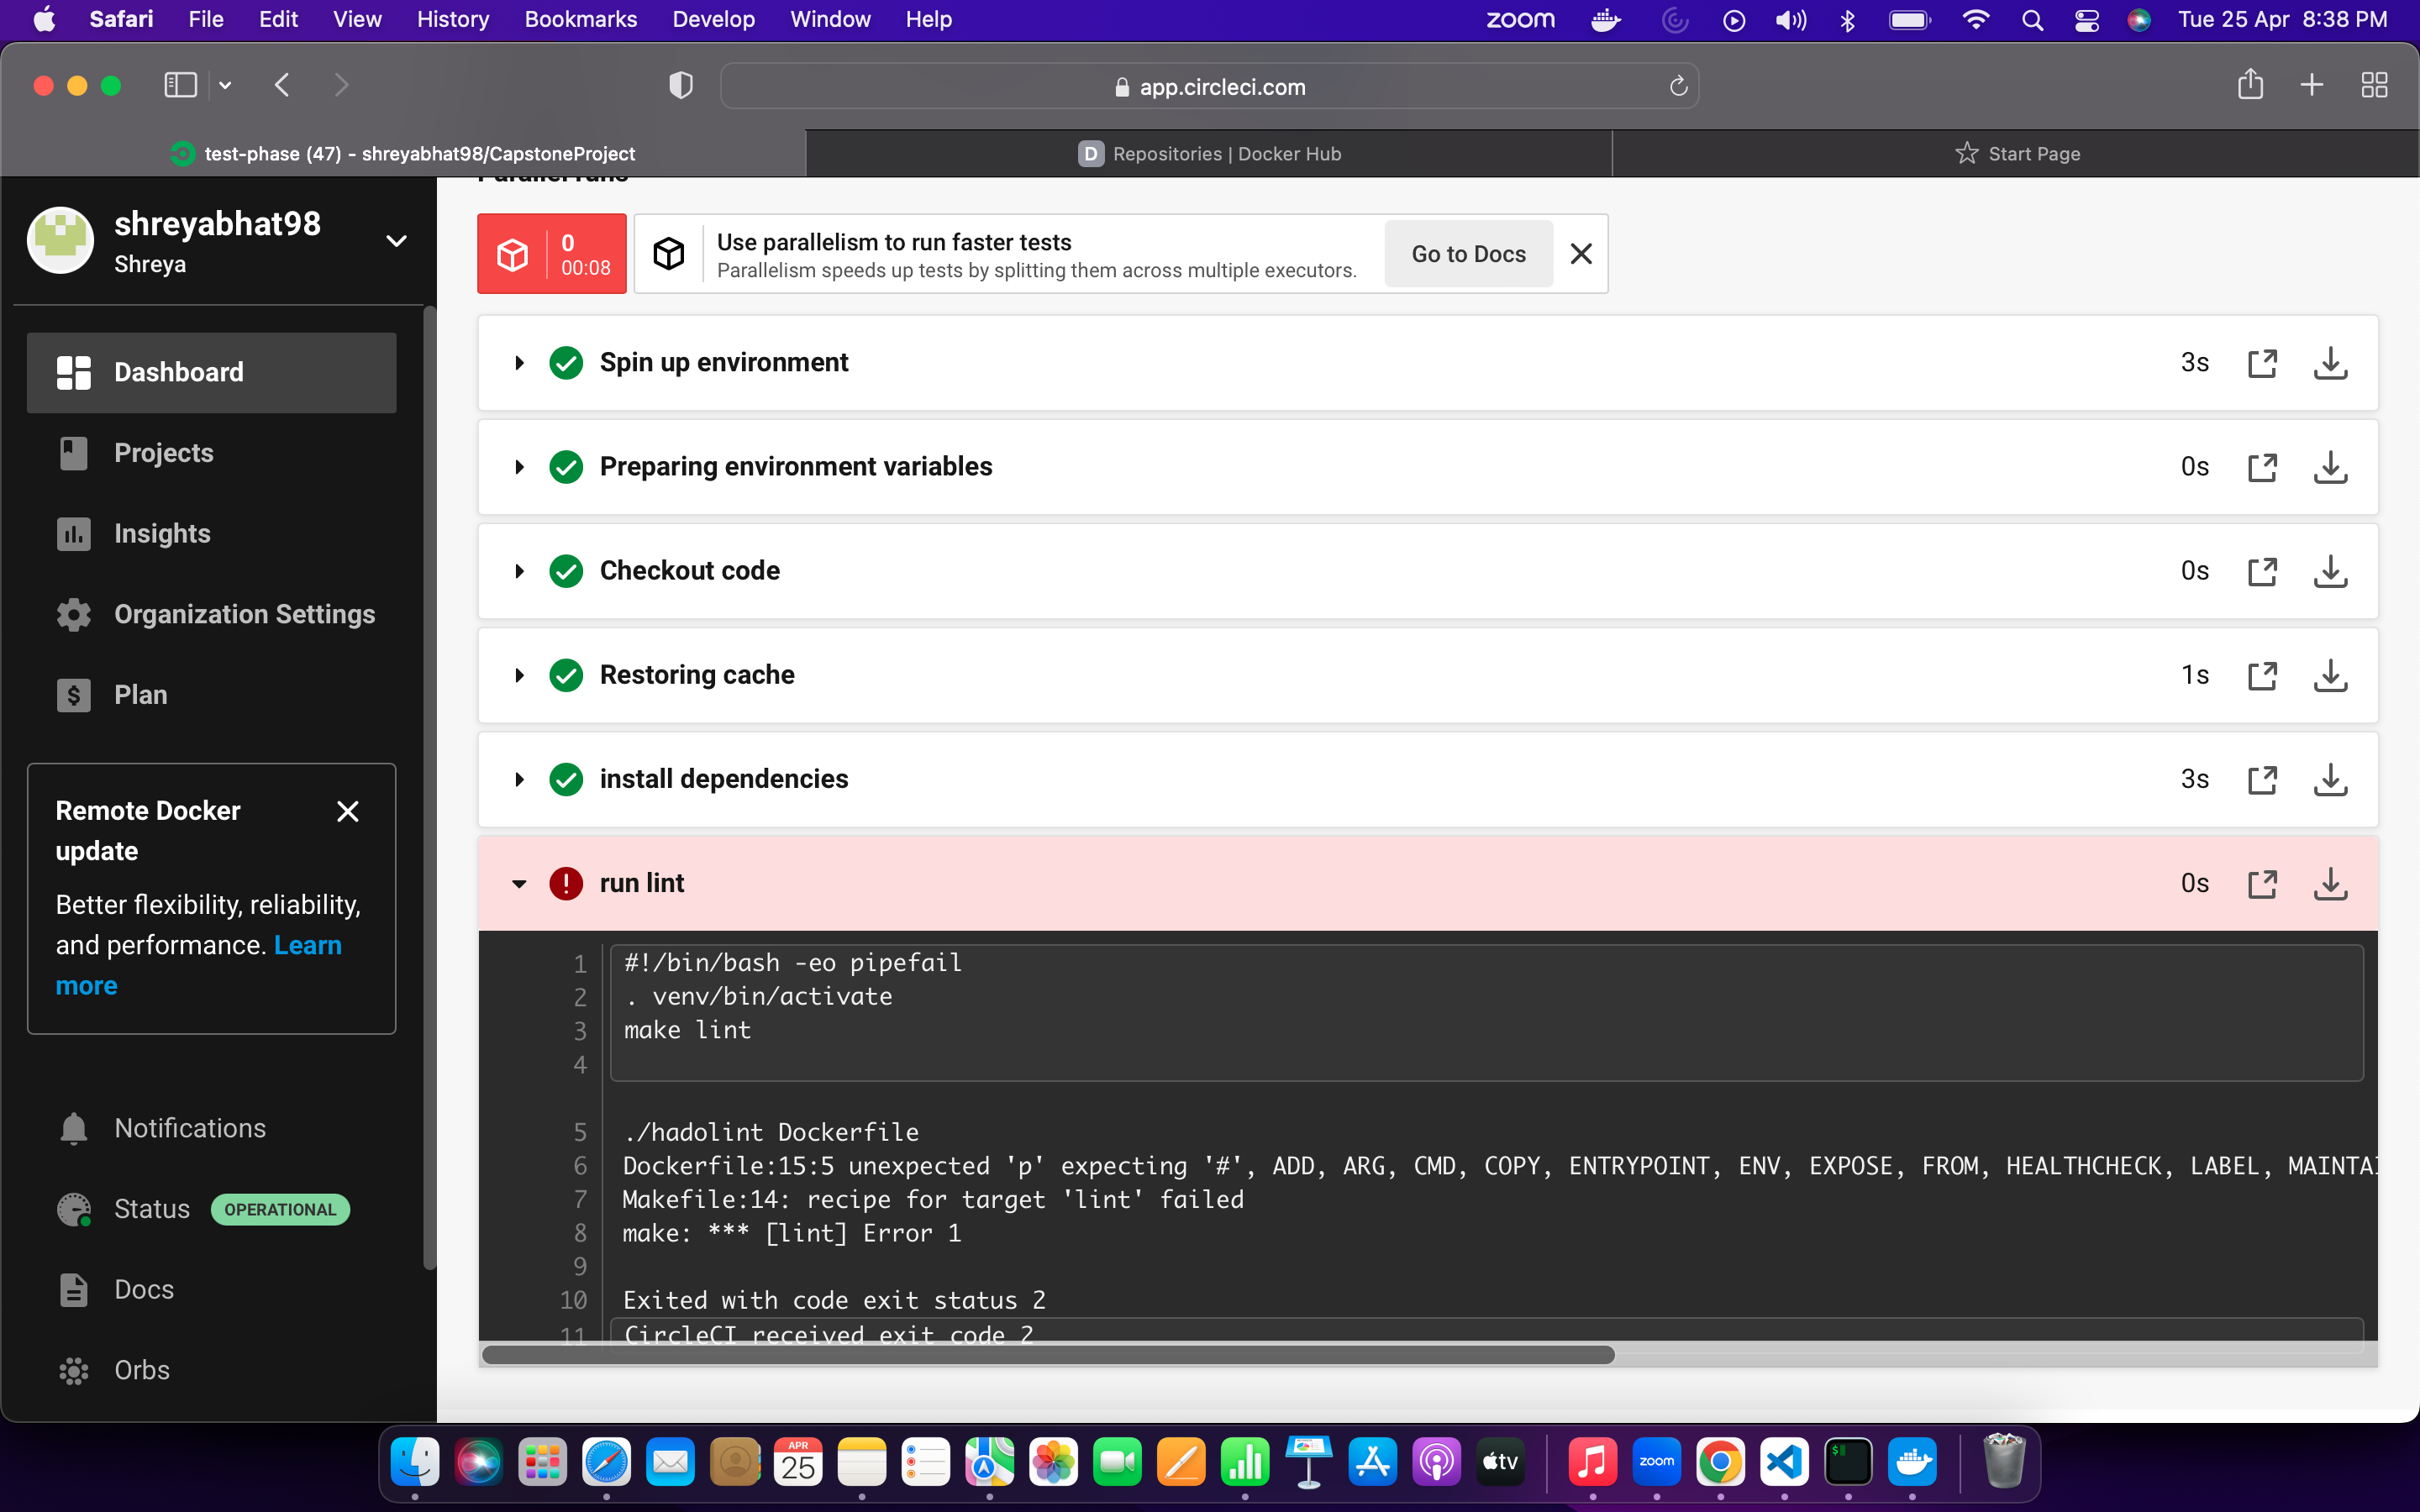 Safari File Edit View History Bookmarks Develop Window Help zoom Tue 25 Apr 8:38 PM
app.circleci.com
test-phase (47) - shreyabhat98/CapstoneProject
D Repositories | Docker Hub
Start Page
shreyabhat98
Shreya
Dashboard
Projects
Insights
Organization Settings
$ Plan
Remote Docker
update
Better flexibility, reliability,
and performance. Learn
more
Notifications
Status OPERATIONAL
Docs
Orbs
Parallel runs
0
00:08
Use parallelism to run faster tests
Parallelism speeds up tests by splitting them across multiple executors.
Go to Docs
Spin up environment 3s
Preparing environment variables 0s
Checkout code 0s
Restoring cache 1s
install dependencies 3s
run lint 0s
1 #!/bin/bash -eo pipefail
2 . venv/bin/activate
3 make lint
4
5 ./hadolint Dockerfile
6 Dockerfile:15:5 unexpected 'p' expecting '#', ADD, ARG, CMD, COPY, ENTRYPOINT, ENV, EXPOSE, FROM, HEALTHCHECK, LABEL, MAINTAI
7 Makefile:14: recipe for target 'lint' failed
8 make: *** [lint] Error 1
9
10 Exited with code exit status 2
11 CircleCI received exit code 2
APR
25
tv
zoom
$